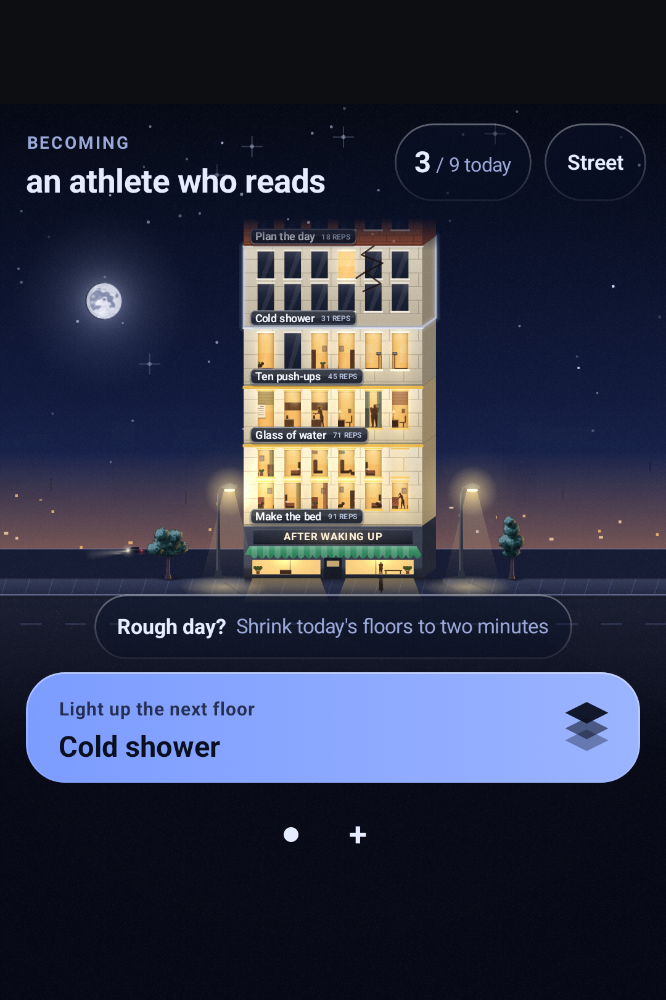 BECOMING
an athlete who reads
3 / 9 today
Street
Plan the day 18 REPS
Cold shower 31 REPS
Ten push-ups 45 REPS
Glass of water 71 REPS
Make the bed 91 REPS
AFTER WAKING UP
Rough day? Shrink today's floors to two minutes
Light up the next floor
Cold shower